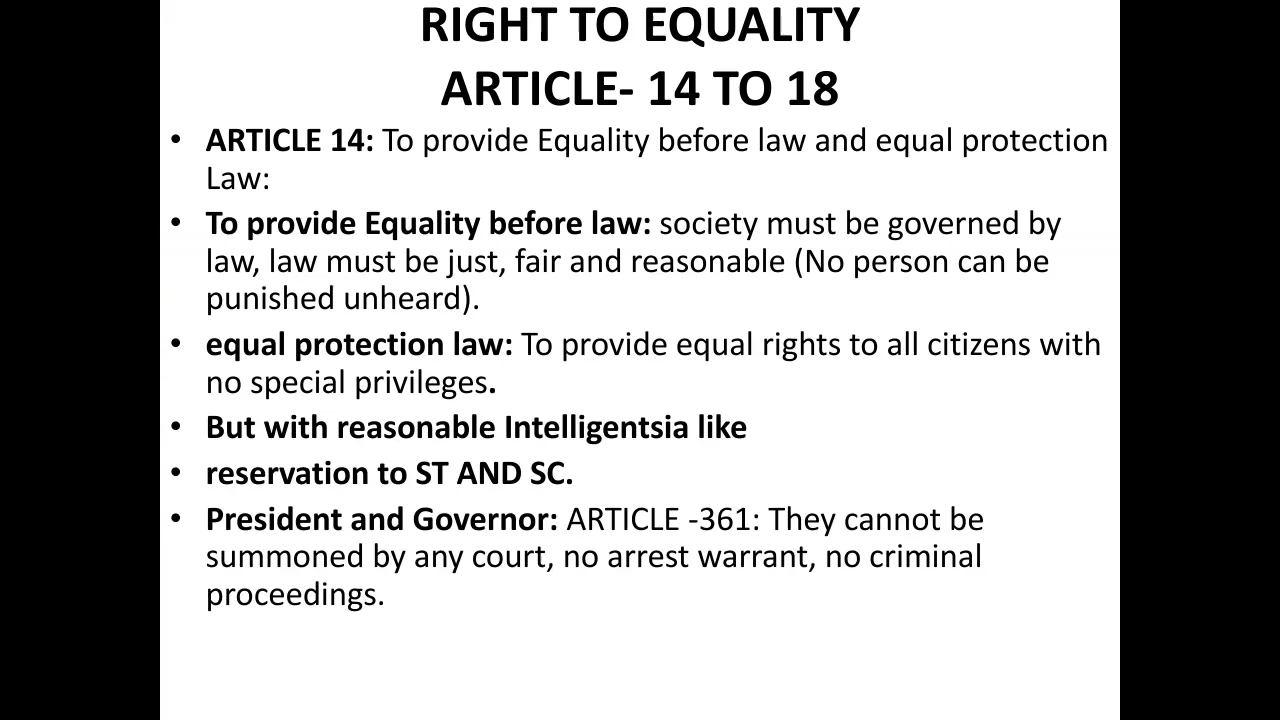 RIGHT TO EQUALITY
ARTICLE- 14 TO 18
• ARTICLE 14: To provide Equality before law and equal protection
Law:
• To provide Equality before law: society must be governed by
law, law must be just, fair and reasonable (No person can be
punished unheard).
• equal protection law: To provide equal rights to all citizens with
no special privileges.
• But with reasonable Intelligentsia like
• reservation to ST AND SC.
• President and Governor: ARTICLE -361: They cannot be
summoned by any court, no arrest warrant, no criminal
proceedings.